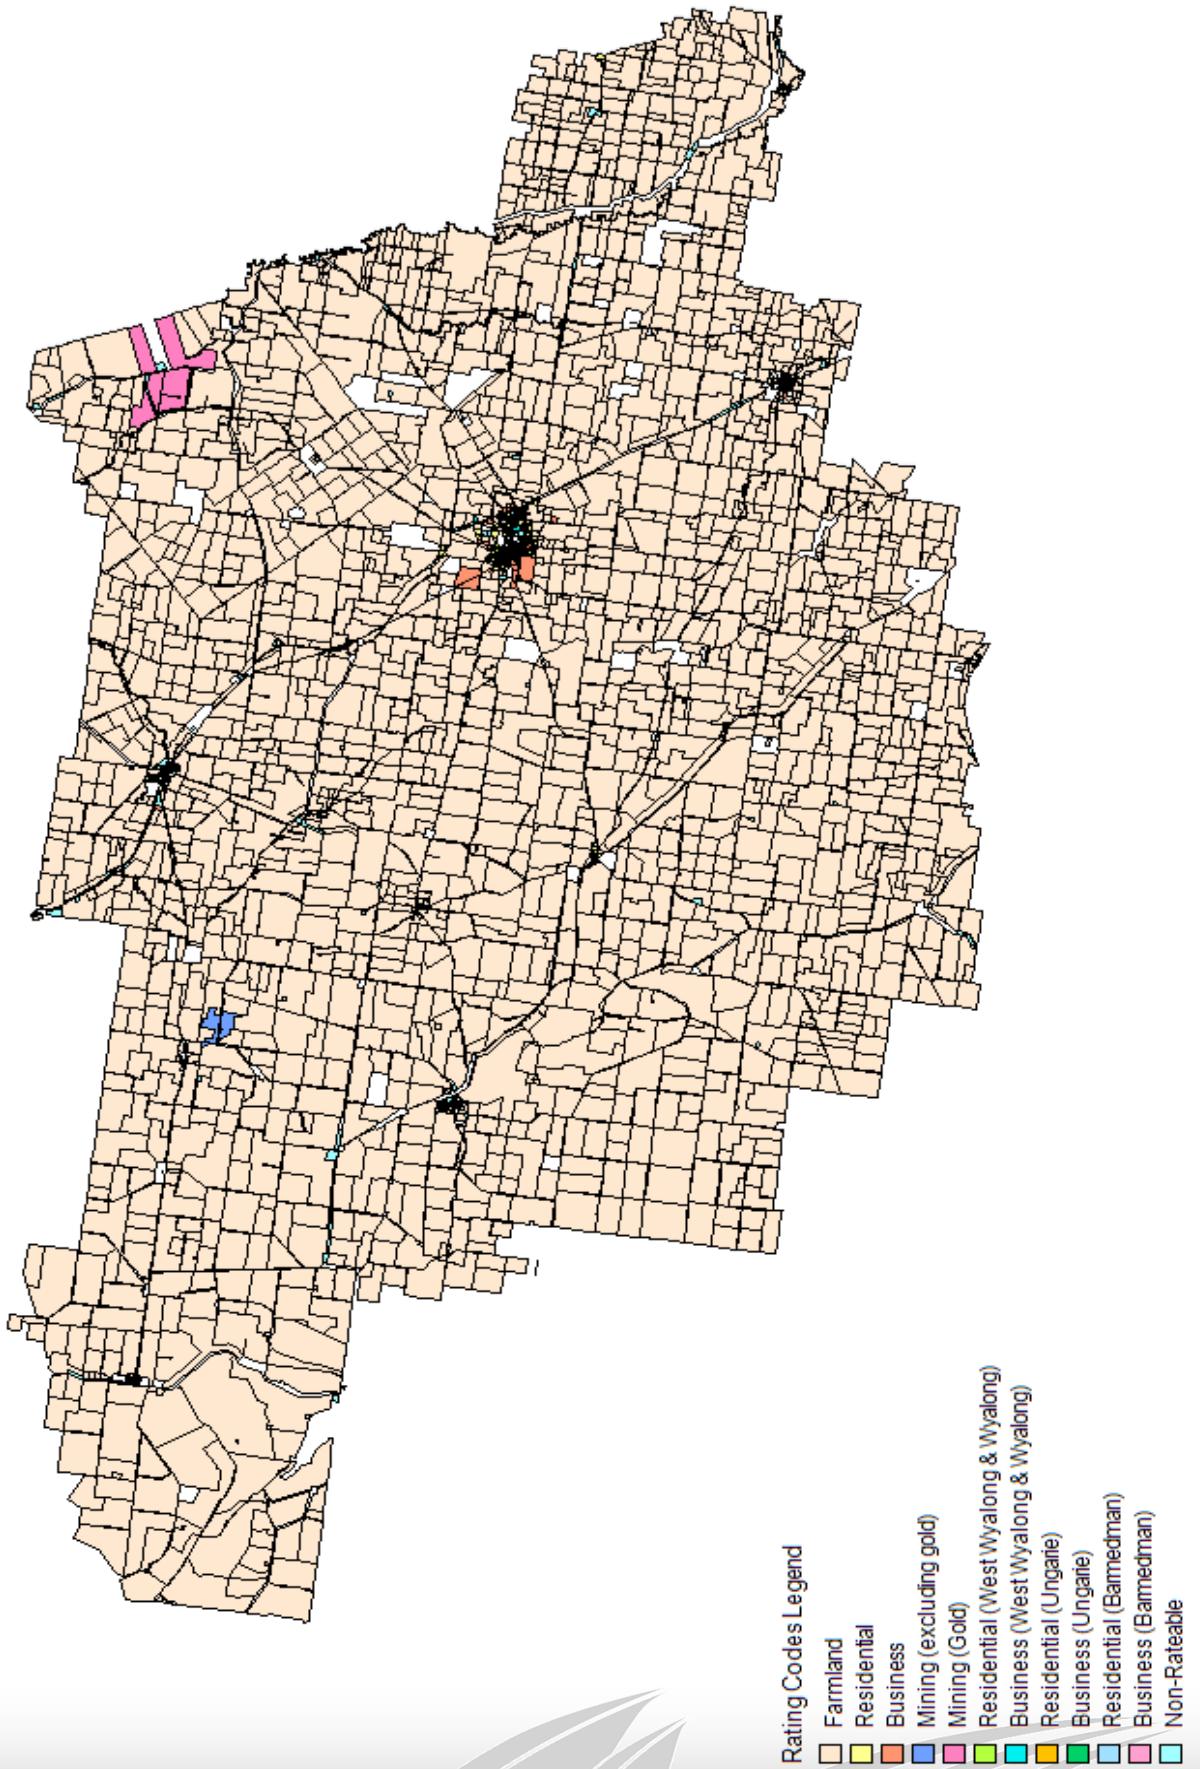 Rating Codes Legend
Farmland
Residential
Business
Mining (excluding gold)
Mining (Gold)
Residential (West Wyalong & Wyalong)
Business (West Wyalong & Wyalong)
Residential (Ungarie)
Business (Ungarie)
Residential (Barmedman)
Business (Barmedman)
Non-Rateable